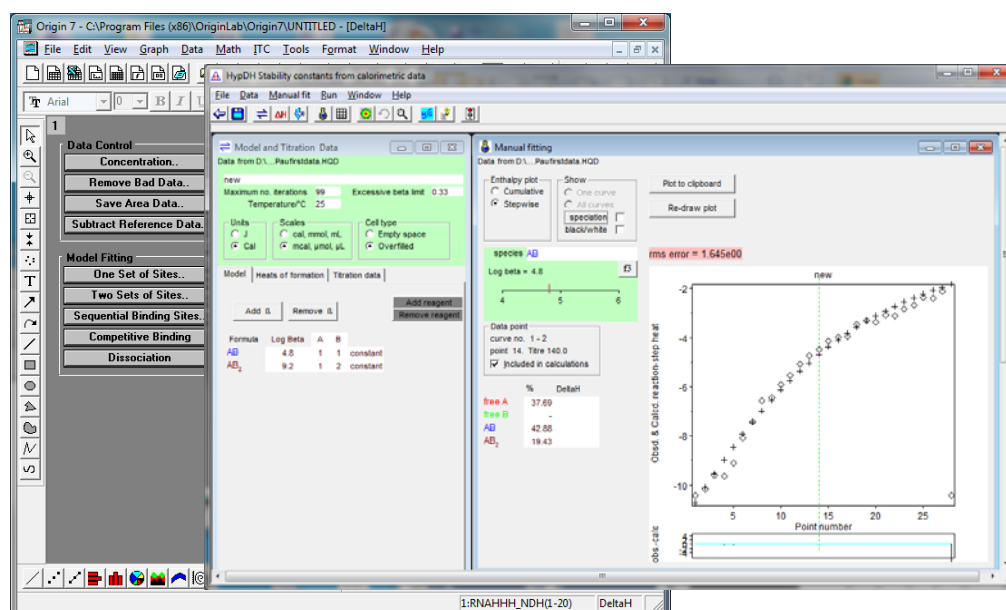 Origin 7 - C:\Program Files (x86)\OriginLab\Origin7\UNTITLED - [DeltaH]
File Edit View Graph Data Math ITC Tools Format Window Help
Arial 0 B I U
1
Data Control
Concentration..
Remove Bad Data..
Save Area Data..
Subtract Reference Data..
Model Fitting
One Set of Sites..
Two Sets of Sites..
Sequential Binding Sites..
Competitive Binding
Dissociation
1:RNAHHH_NDH(1-20) DeltaH
HypDH Stability constants from calorimetric data
File Data Manual fit Run Window Help
Model and Titration Data
Data from D:\...Paufirstdata.HQD
new
Maximum no. iterations 99 Excessive beta limit 0.33
Temperature/°C 25
Units Scales Cell type
J cal, mmol, mL Empty space
Cal mcal, µmol, µL Overfilled
Model Heats of formation Titration data
Add ß Remove ß Add reagent
Remove reagent
Formula Log Beta A B
AB 4.8 1 1 constant
AB2 9.2 1 2 constant
Manual fitting
Data from D:\...Paufirstdata.HQD
Enthalpy plot Show
Cumulative One curve
Stepwise All curves
speciation
black/white
Plot to clipboard
Re-draw plot
species AB
Log beta = 4.8 f3
4 5 6
Data point
curve no. 1 - 2
point 14. Titre 140.0
Included in calculations
% DeltaH
free A 37.69
free B -
AB 42.88
AB2 19.43
rms error = 1.645e00
new
Obsd. & Calcd. reaction-step heat
-2
-4
-6
-8
-10
5 10 15 20 25
Point number
obs-calc